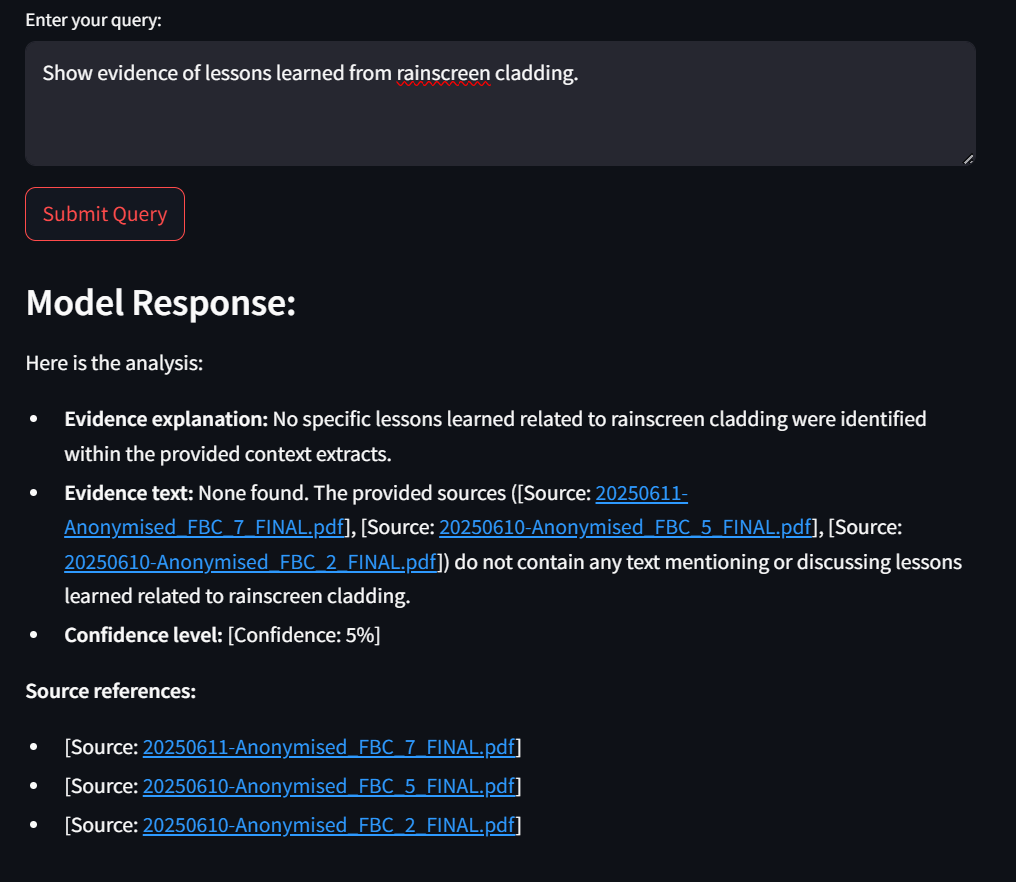 Enter your query:
Show evidence of lessons learned from rainscreen cladding.
Submit Query
Model Response:
Here is the analysis:
• Evidence explanation: No specific lessons learned related to rainscreen cladding were identified
within the provided context extracts.
• Evidence text: None found. The provided sources ([Source: 20250611-
Anonymised_FBC_7_FINAL.pdf], [Source: 20250610-Anonymised_FBC_5_FINAL.pdf], [Source:
20250610-Anonymised_FBC_2_FINAL.pdf]) do not contain any text mentioning or discussing lessons
learned related to rainscreen cladding.
• Confidence level: [Confidence: 5%]
Source references:
• [Source: 20250611-Anonymised_FBC_7_FINAL.pdf]
• [Source: 20250610-Anonymised_FBC_5_FINAL.pdf]
• [Source: 20250610-Anonymised_FBC_2_FINAL.pdf]